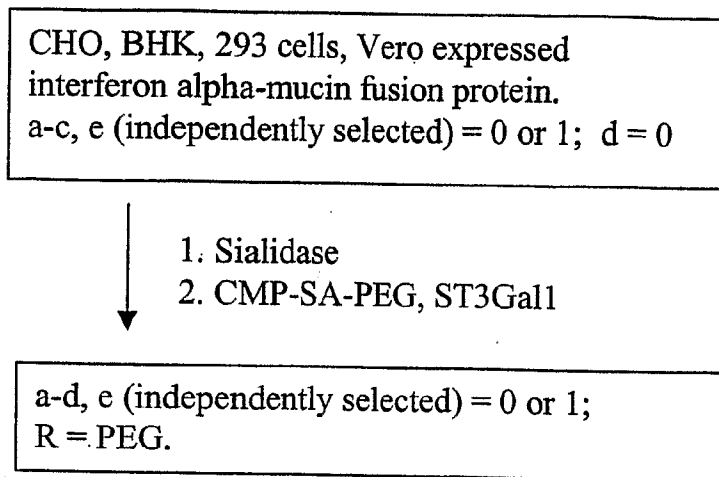 CHO, BHK, 293 cells, Vero expressed
interferon alpha-mucin fusion protein.
a-c, e (independently selected) = 0 or 1; d = 0
1. Sialidase
2. CMP-SA-PEG, ST3Gal1
a-d, e (independently selected) = 0 or 1;
R = PEG.